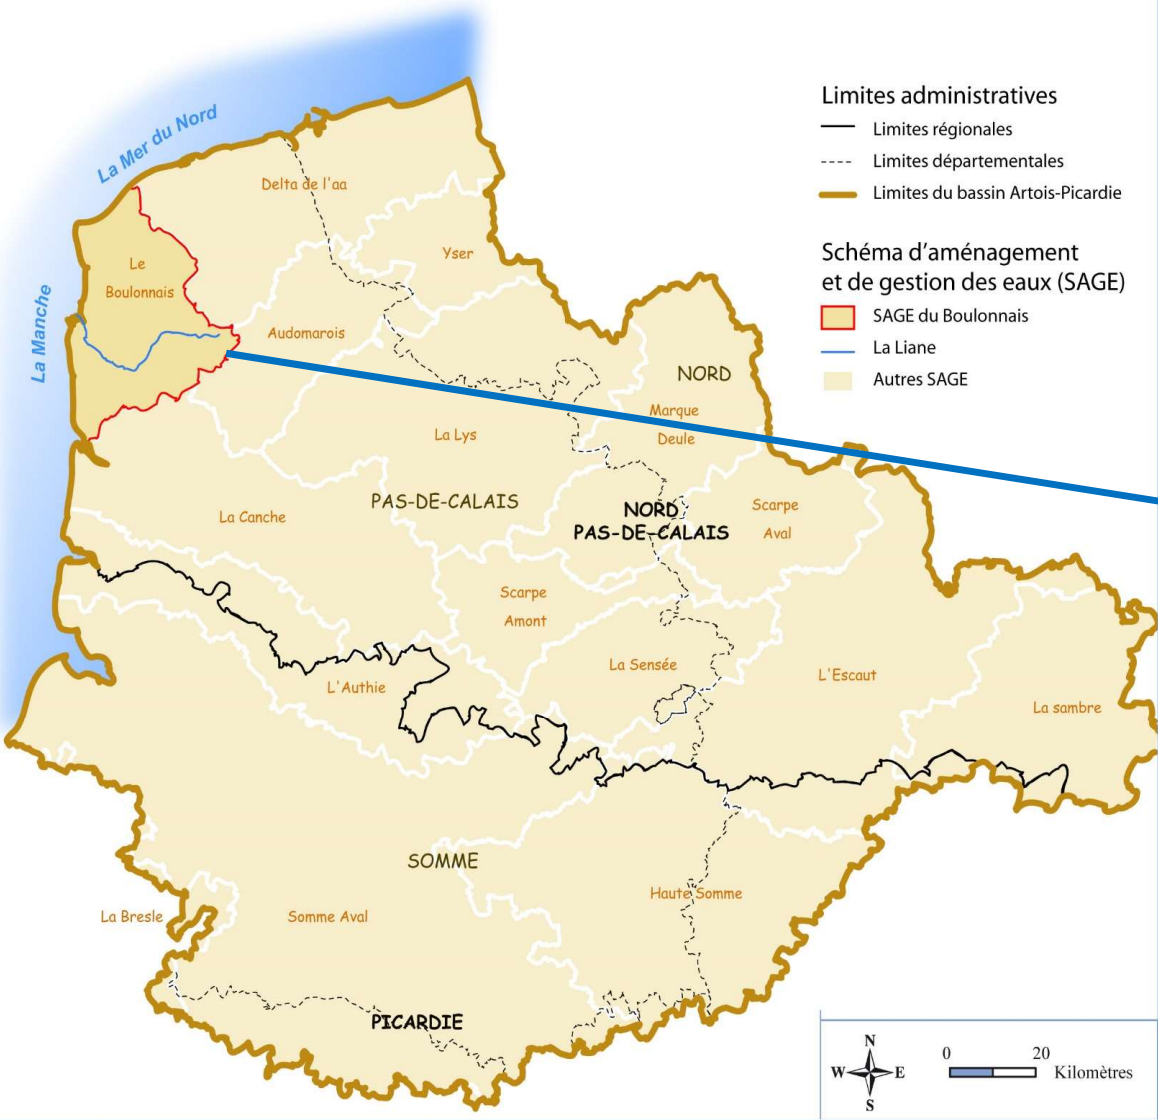 La Mer du Nord
La Manche
Limites administratives
Limites régionales
Limites départementales
Limites du bassin Artois-Picardie
Schéma d'aménagement
et de gestion des eaux (SAGE)
SAGE du Boulonnais
La Liane
Autres SAGE
Delta de l'aa
Yser
Le
Boulonnais
Audomarois
NORD
Marque
Deule
La Lys
PAS-DE-CALAIS
La Canche
NORD
PAS-DE-CALAIS
Scarpe
Aval
Scarpe
Amont
La Sensée
L'Authie
L'Escaut
La sambre
SOMME
Haute Somme
La Bresle
Somme Aval
PICARDIE
N
W
E
S
0 20
Kilomètres